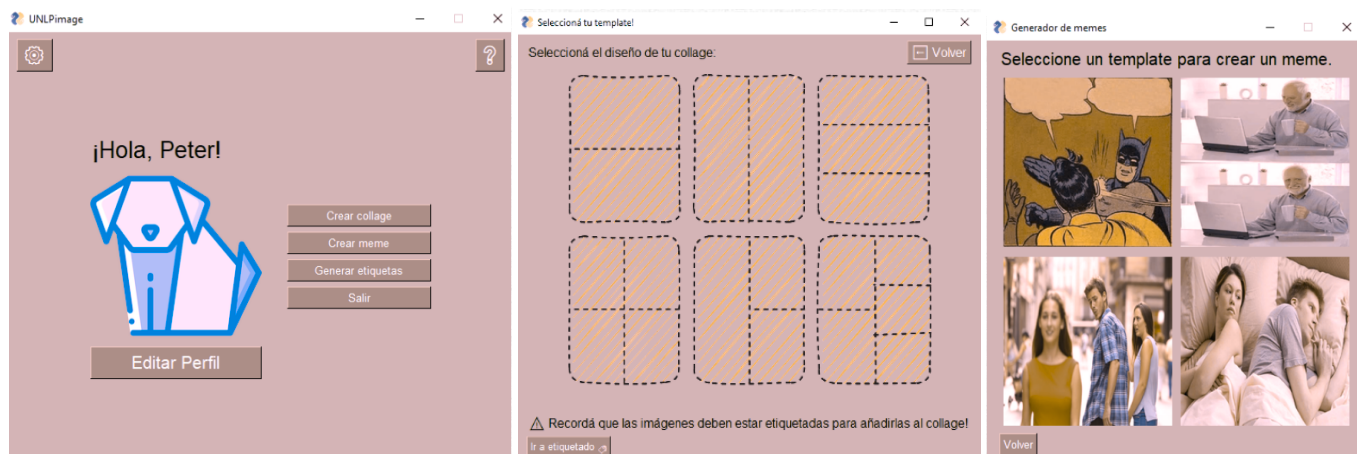 UNLPimage
¡Hola, Peter!
Crear collage
Crear meme
Generar etiquetas
Salir
Editar Perfil
Seleccioná tu template!
Seleccioná el diseño de tu collage:
Volver
Recordá que las imágenes deben estar etiquetadas para añadirlas al collage!
Ir a etiquetado
Generador de memes
Seleccione un template para crear un meme.
Volver